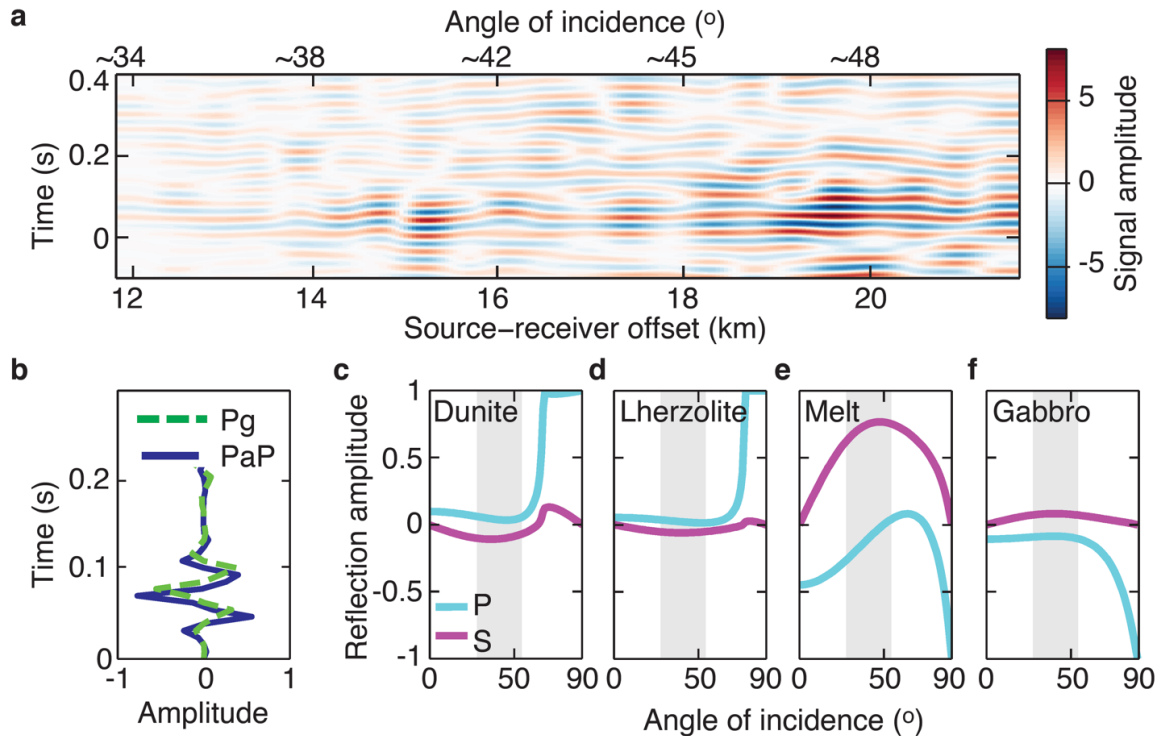 a
Angle of incidence (º)
~34 ~38 ~42 ~45 ~48
0.4
0.2
0
Time (s)
12 14 16 18 20
Source−receiver offset (km)
5
0
-5
Signal amplitude
b
Pg
PaP
0.2
0.1
0
Time (s)
-1 0 1
Amplitude
c d e f
Dunite Lherzolite Melt Gabbro
1
0.5
0
-0.5
-1
Reflection amplitude
P
S
0 50 90 0 50 90 0 50 90 0 50 90
Angle of incidence (º)